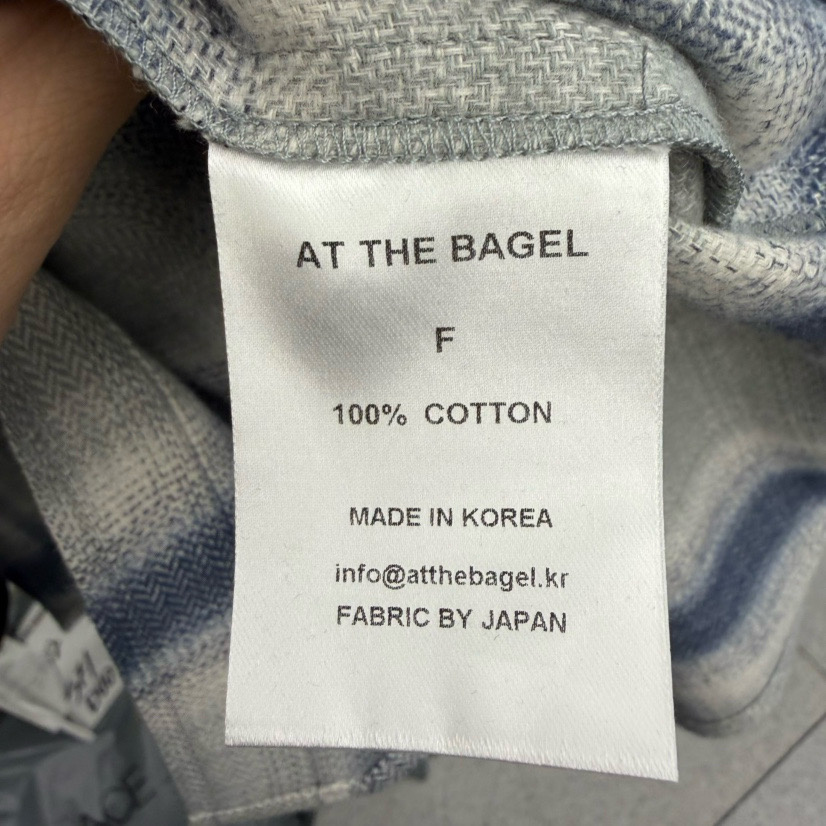 AT THE BAGEL
F
100% COTTON
MADE IN KOREA
info@atthebagel.kr
FABRIC BY JAPAN